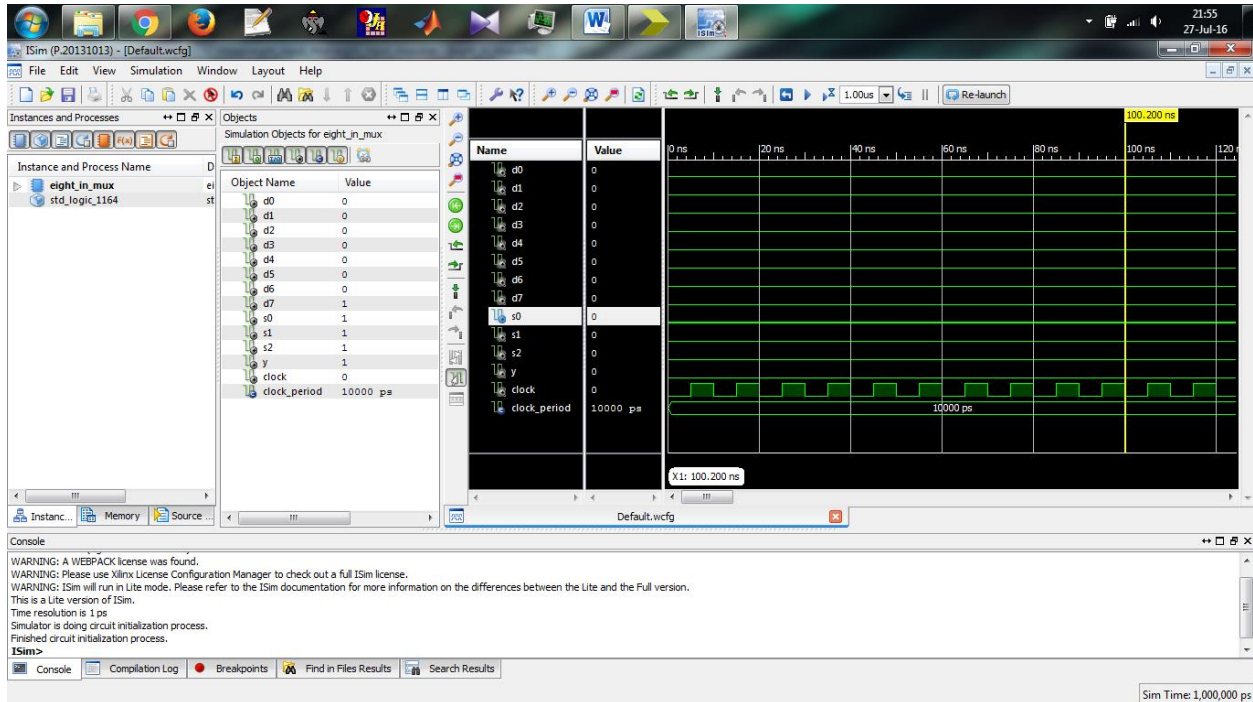 21:55
27-Jul-16
ISim (P.20131013) - [Default.wcfg]
File Edit View Simulation Window Layout Help
1.00us
Re-launch
Instances and Processes
Instance and Process Name D
eight_in_mux ei
std_logic_1164 st
Instanc... Memory Source ...
Objects
Simulation Objects for eight_in_mux
Object Name Value
d0 0
d1 0
d2 0
d3 0
d4 0
d5 0
d6 0
d7 1
s0 1
s1 1
s2 1
y 1
clock 0
clock_period 10000 ps
Name Value
d0 0
d1 0
d2 0
d3 0
d4 0
d5 0
d6 0
d7 0
s0 0
s1 0
s2 0
y 0
clock 0
clock_period 10000 ps
100.200 ns
0 ns 20 ns 40 ns 60 ns 80 ns 100 ns 120 n
10000 ps
X1: 100.200 ns
Default.wcfg
Console
WARNING: A WEBPACK license was found.
WARNING: Please use Xilinx License Configuration Manager to check out a full ISim license.
WARNING: ISim will run in Lite mode. Please refer to the ISim documentation for more information on the differences between the Lite and the Full version.
This is a Lite version of ISim.
Time resolution is 1 ps
Simulator is doing circuit initialization process.
Finished circuit initialization process.
ISim>
Console Compilation Log Breakpoints Find in Files Results Search Results
Sim Time: 1,000,000 ps